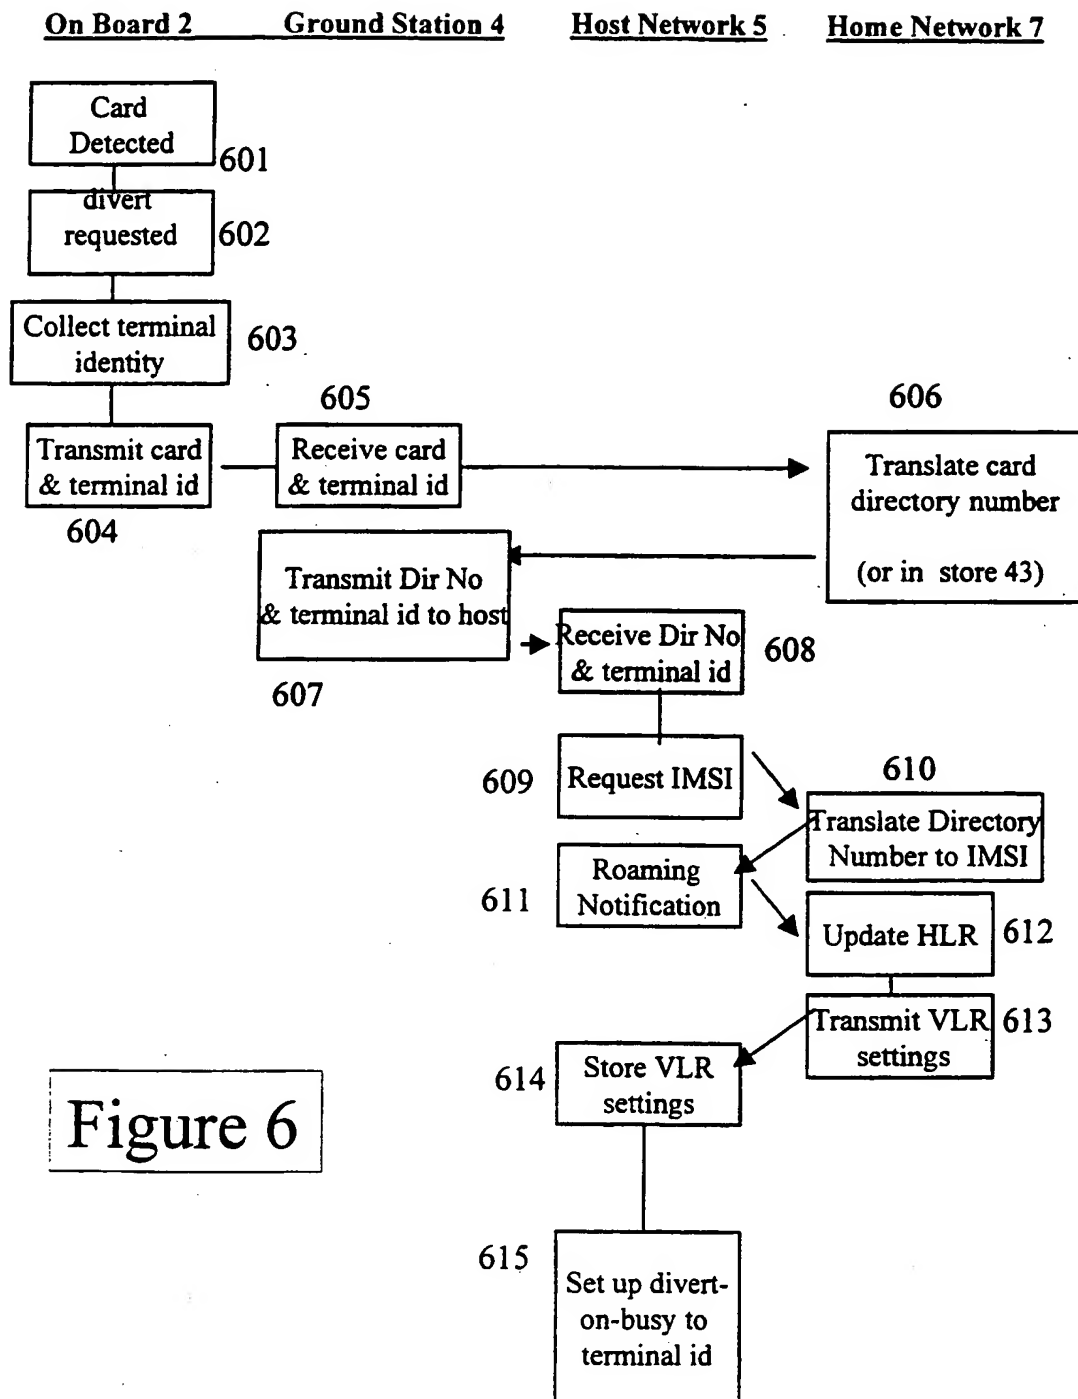 On Board 2 Ground Station 4 Host Network 5 Home Network 7
Card
Detected
601
divert
requested
602
Collect terminal
identity
603
605
606
Transmit card
& terminal id
604
Receive card
& terminal id
Translate card
directory number
(or in store 43)
Transmit Dir No
& terminal id to host
607
Receive Dir No
& terminal id
608
609
Request IMSI
610
Translate Directory
Number to IMSI
611
Roaming
Notification
Update HLR
612
Transmit VLR
settings
613
614
Store VLR
settings
Figure 6
615
Set up divert-
on-busy to
terminal id